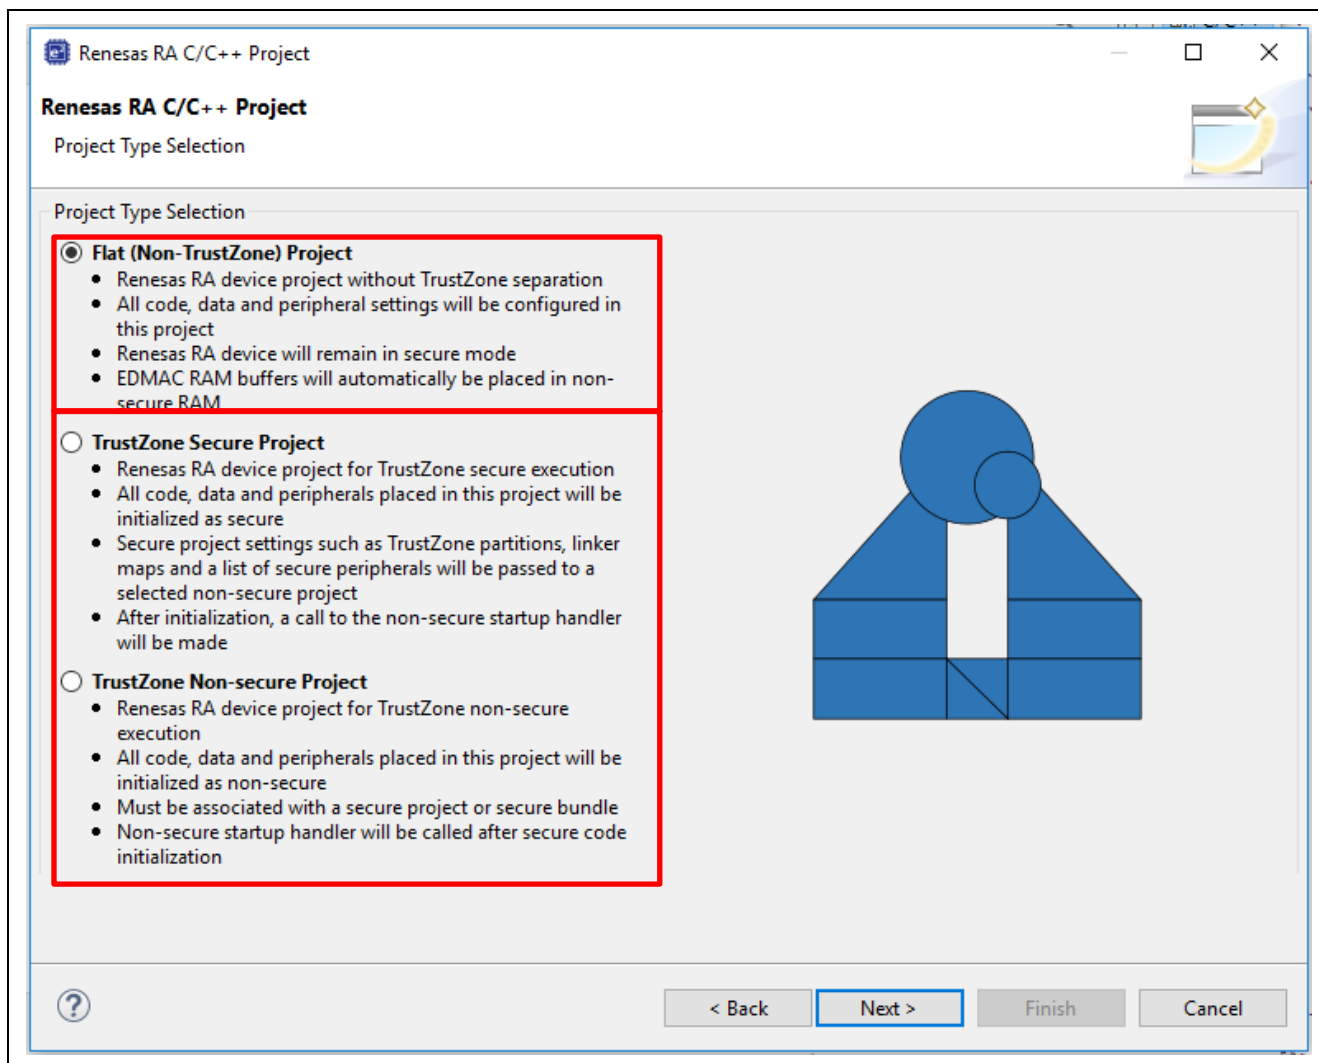 Renesas RA C/C++ Project
Renesas RA C/C++ Project
Project Type Selection
Project Type Selection
Flat (Non-TrustZone) Project
• Renesas RA device project without TrustZone separation
• All code, data and peripheral settings will be configured in
this project
• Renesas RA device will remain in secure mode
• EDMAC RAM buffers will automatically be placed in non-
secure RAM
TrustZone Secure Project
• Renesas RA device project for TrustZone secure execution
• All code, data and peripherals placed in this project will be
initialized as secure
• Secure project settings such as TrustZone partitions, linker
maps and a list of secure peripherals will be passed to a
selected non-secure project
• After initialization, a call to the non-secure startup handler
will be made
TrustZone Non-secure Project
• Renesas RA device project for TrustZone non-secure
execution
• All code, data and peripherals placed in this project will be
initialized as non-secure
• Must be associated with a secure project or secure bundle
• Non-secure startup handler will be called after secure code
initialization
?
< Back
Next >
Finish
Cancel